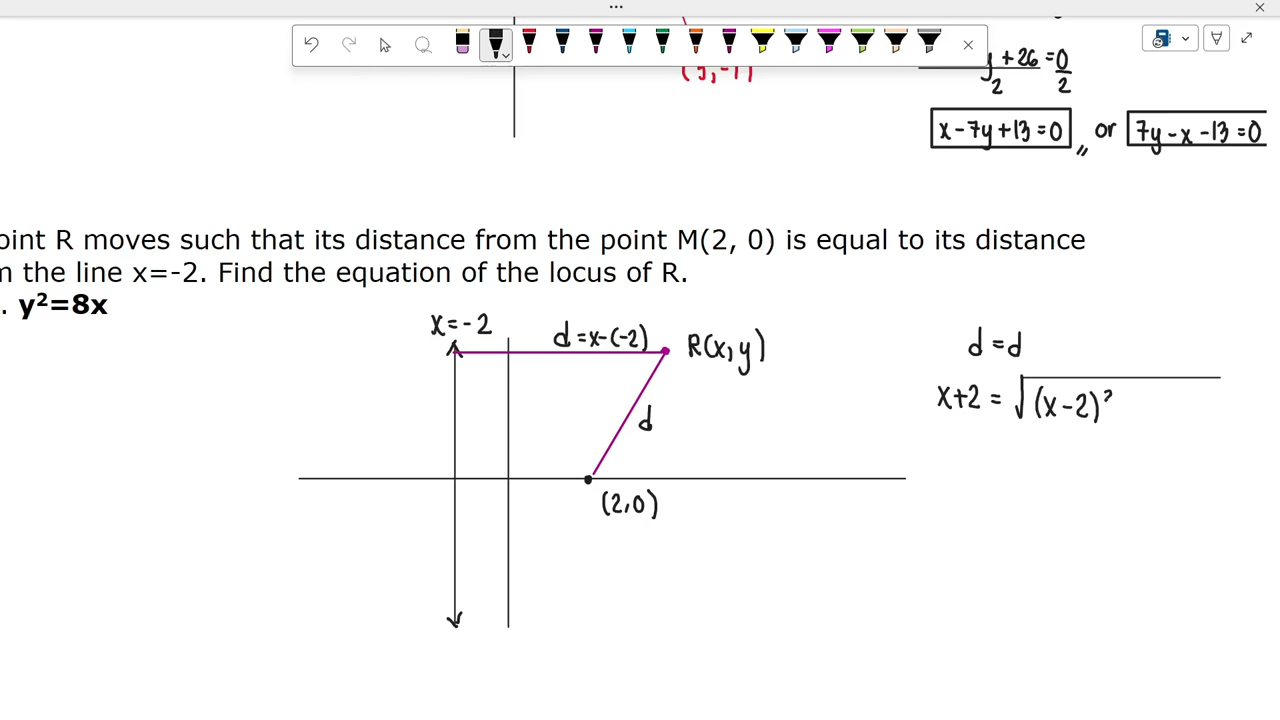 y + 26 = 0
2 2
x - 7y + 13 = 0 or 7y - x - 13 = 0
oint R moves such that its distance from the point M(2, 0) is equal to its distance
m the line x=-2. Find the equation of the locus of R.
. y²=8x
x = -2
d = x-(-2)
R(x, y)
d
(2,0)
d = d
x+2 = √(x-2)²